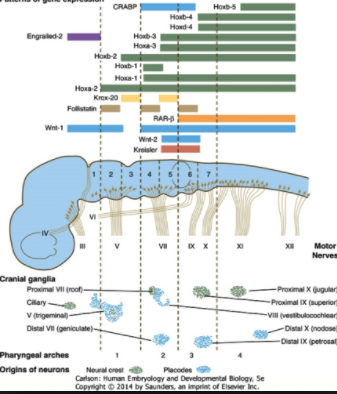 Patterns of gene expression
CRABP
Hoxb-5
Hoxb-4
Hoxd-4
Engrailed-2
Hoxb-3
Hoxa-3
Hoxb-2
Hoxb-1
Hoxa-1
Hoxa-2
Krox-20
Follistatin
RAR-β
Wnt-1
Wnt-2
Kreisler
1 2 3 4 5 6 7
VI
IV
III V VII IX X XI XII Motor
Nerves
Cranial ganglia
Proximal VII (roof)
Proximal X (jugular)
Ciliary
Proximal IX (superior)
V (trigeminal)
VIII (vestibulocochlear)
Distal VII (geniculate)
Distal X (nodose)
Distal IX (petrosal)
Pharyngeal arches 1 2 3 4
Origins of neurons Neural crest Placodes
Carlson: Human Embryology and Developmental Biology, 5e
Copyright © 2014 by Saunders, an imprint of Elsevier Inc.